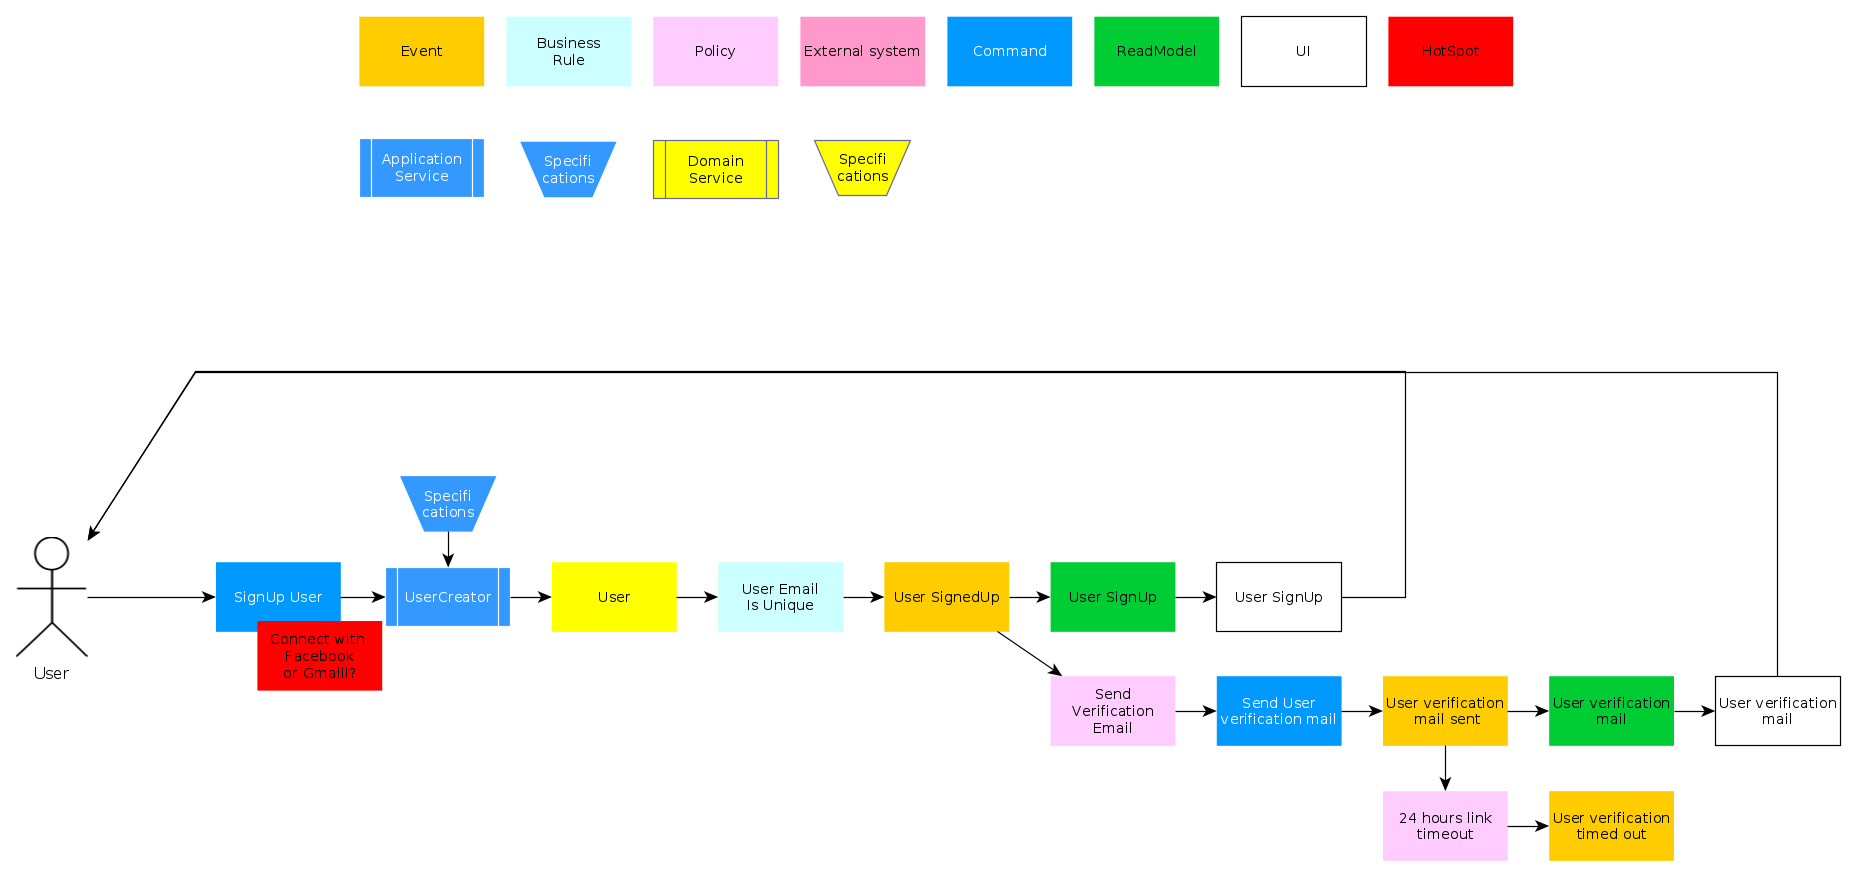 Event
Business
Rule
Policy
External system
Command
ReadModel
UI
HotSpot
Application
Service
Specifi
cations
Domain
Service
Specifi
cations
Specifi
cations
SignUp User
UserCreator
User
User Email
Is Unique
User SignedUp
User SignUp
User SignUp
Connect with
Facebook
or Gmaill?
User
Send
Verification
Email
Send User
verification mail
User verification
mail sent
User verification
mail
User verification
mail
24 hours link
timeout
User verification
timed out